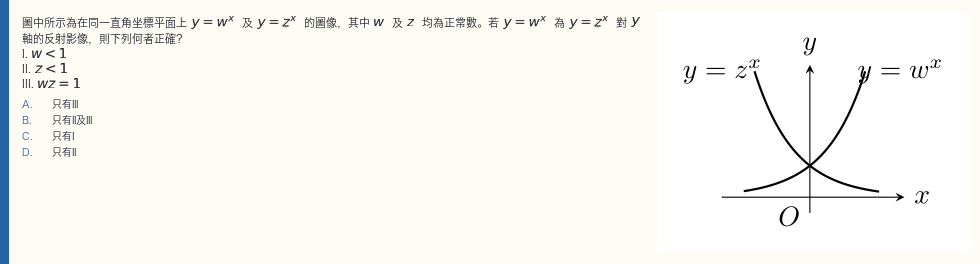 圖中所示為在同一直角坐標平面上 y = w^x 及 y = z^x 的圖像，其中 w 及 z 均為正常數。若 y = w^x 為 y = z^x 對 y
軸的反射影像，則下列何者正確?
I. w < 1
II. z < 1
III. wz = 1
A. 只有III
B. 只有II及III
C. 只有I
D. 只有II
y
y = z^x
y = w^x
x
O